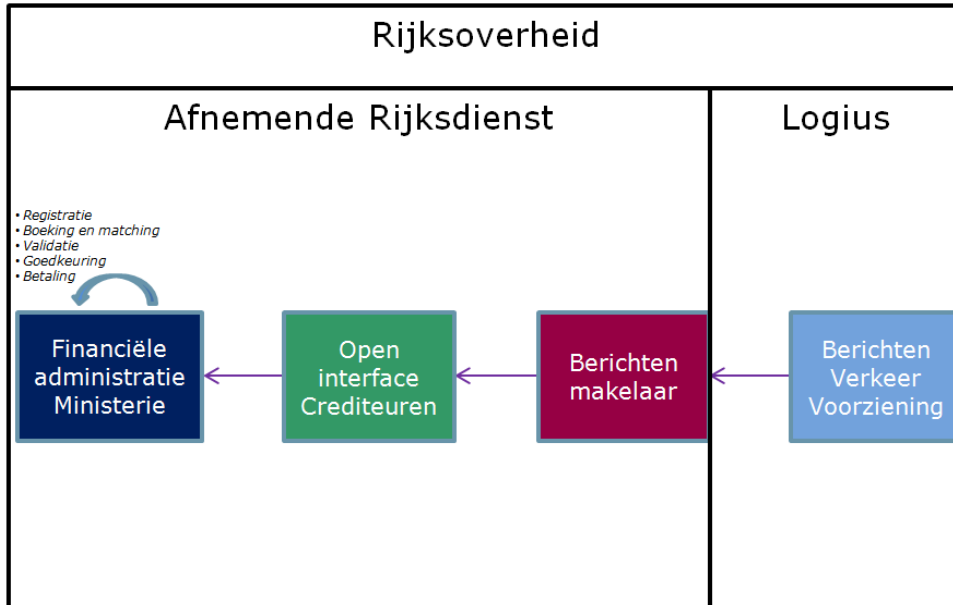 Rijksoverheid
Afnemende Rijksdienst
Logius
• Registratie
• Boeking en matching
• Validatie
• Goedkeuring
• Betaling
Financiële
administratie
Ministerie
Open
interface
Crediteuren
Berichten
makelaar
Berichten
Verkeer
Voorziening